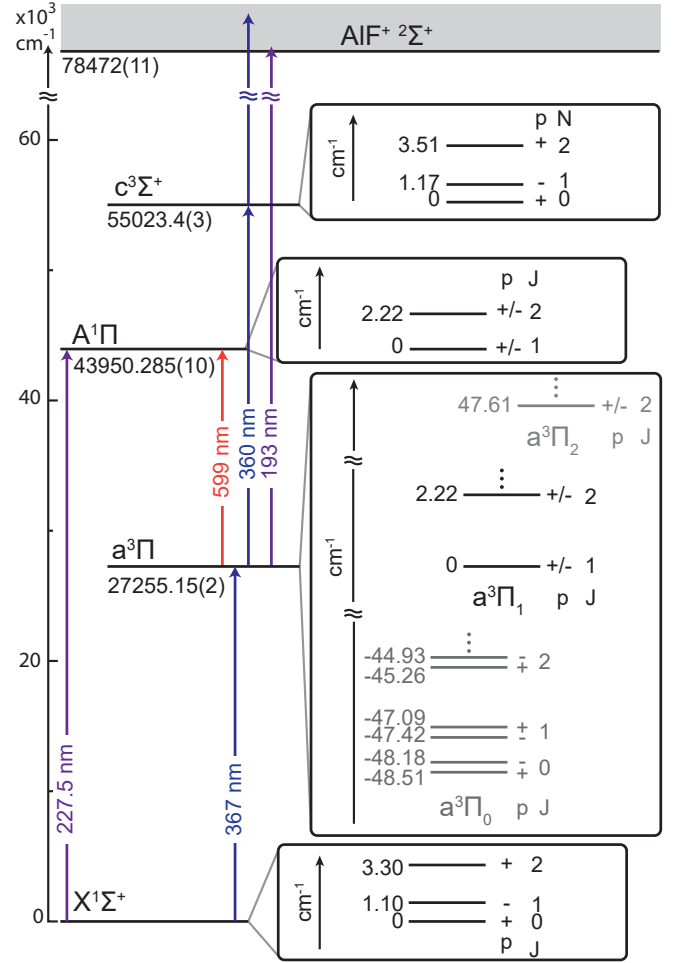 x10³
cm⁻¹
AlF⁺ ²Σ⁺
78472(11)
60
c³Σ⁺
55023.4(3)
cm⁻¹
p N
3.51 + 2
1.17 - 1
0 + 0
A¹Π
43950.285(10)
cm⁻¹
p J
2.22 +/- 2
0 +/- 1
40
227.5 nm
599 nm
360 nm
193 nm
367 nm
a³Π
27255.15(2)
cm⁻¹
47.61 +/- 2
a³Π₂ p J
2.22 +/- 2
0 +/- 1
a³Π₁ p J
-44.93 - 2
-45.26 +
-47.09 + 1
-47.42 -
-48.18 - 0
-48.51 +
a³Π₀ p J
20
X¹Σ⁺
0
cm⁻¹
3.30 + 2
1.10 - 1
0 + 0
p J